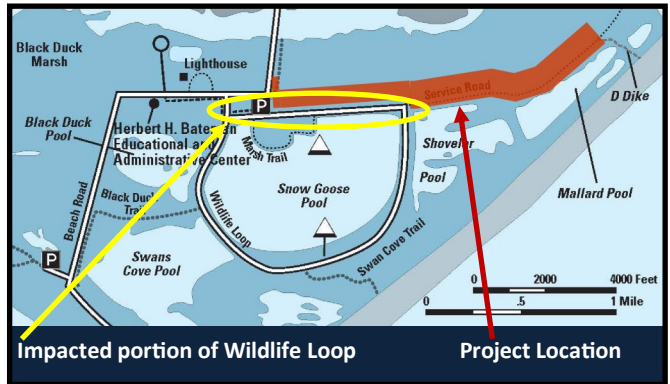 Black Duck
Marsh
Lighthouse
P
Service Road
D Dike
Black Duck
Pool
Herbert H. Bateman
Educational and
Administrative Center
Marsh Trail
Shoveler
Pool
Mallard Pool
Snow Goose
Pool
Beach Road
Black Duck
Trail
Wildlife Loop
Swan Cove Trail
P
Swans
Cove Pool
0 2000 4000 Feet
0 .5 1 Mile
Impacted portion of Wildlife Loop
Project Location